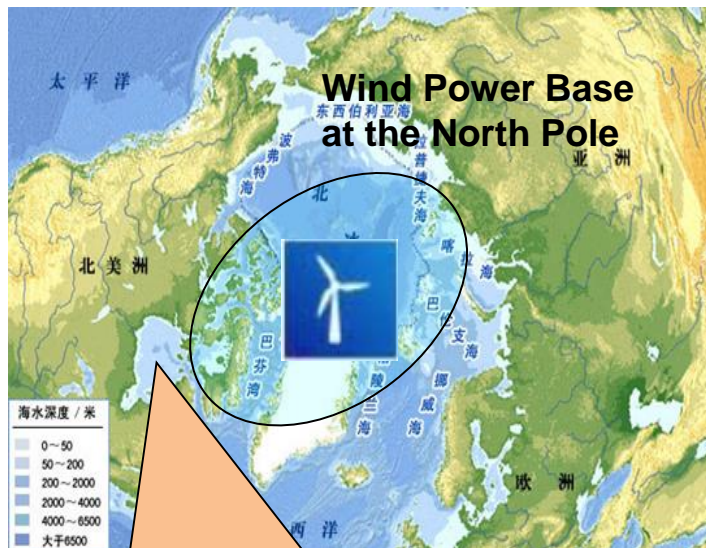 Wind Power Base
at the North Pole
太平洋
东西伯利亚海
波弗特海
拉普捷夫海
亚洲
北
北美洲
喀拉海
巴伦支海
巴芬湾
格陵兰海
挪威海
欧洲
西洋
海水深度 / 米
0~50
50~200
200~2000
2000~4000
4000~6500
大于6500